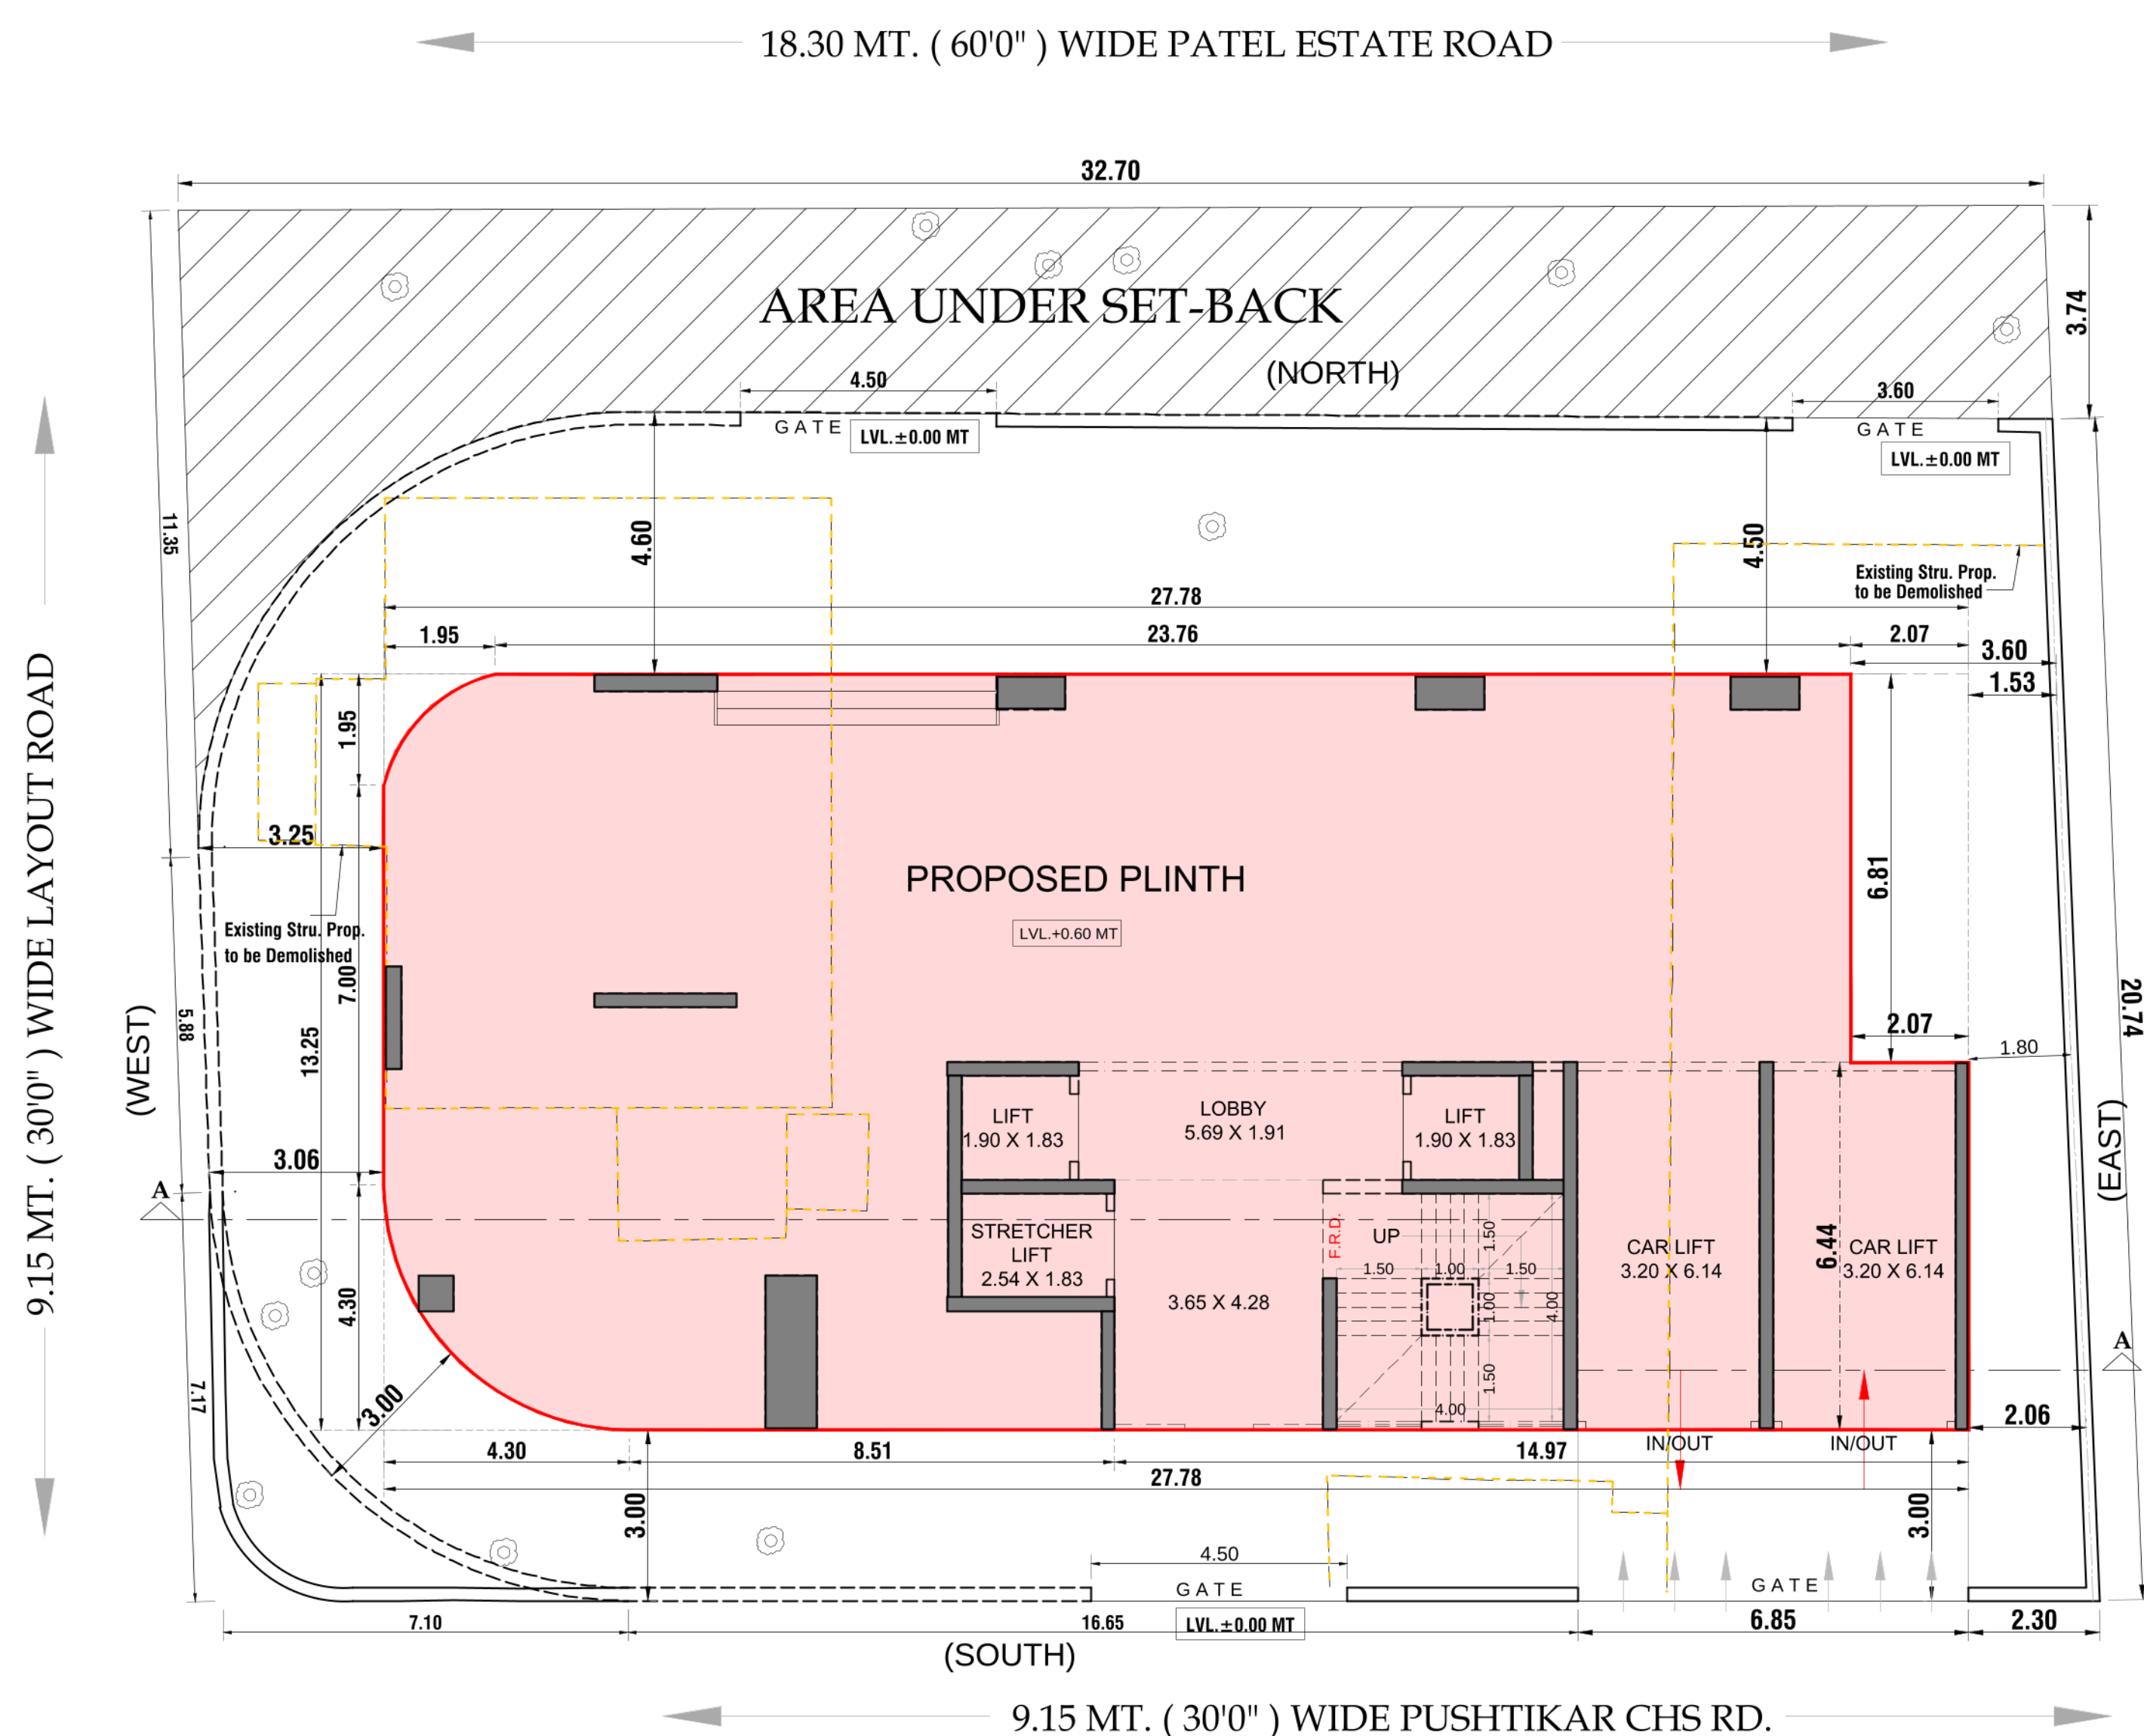 18.30 MT. ( 60'0" ) WIDE PATEL ESTATE ROAD
32.70
AREA UNDER SET-BACK
(NORTH)
3.74
4.50
3.60
GATE
LVL.±0.00 MT
GATE
LVL.±0.00 MT
11.35
4.60
4.50
Existing Stru. Prop.
to be Demolished
27.78
1.95
23.76
2.07
3.60
1.53
1.95
3.25
PROPOSED PLINTH
LVL.+0.60 MT
6.81
Existing Stru. Prop.
to be Demolished
7.00
13.25
5.88
(WEST)
9.15 MT. ( 30'0" ) WIDE LAYOUT ROAD
20.74
2.07
1.80
(EAST)
LIFT
1.90 X 1.83
LOBBY
5.69 X 1.91
LIFT
1.90 X 1.83
3.06
A
STRETCHER
LIFT
2.54 X 1.83
F.R.D.
UP
1.50
1.50
1.00
1.50
1.00
4.00
1.50
4.00
3.65 X 4.28
CAR LIFT
3.20 X 6.14
6.44
CAR LIFT
3.20 X 6.14
4.30
A
3.00
7.17
2.06
IN/OUT
IN/OUT
4.30
8.51
14.97
27.78
3.00
3.00
4.50
GATE
GATE
7.10
16.65
LVL.±0.00 MT
6.85
2.30
(SOUTH)
9.15 MT. ( 30'0" ) WIDE PUSHTIKAR CHS RD.